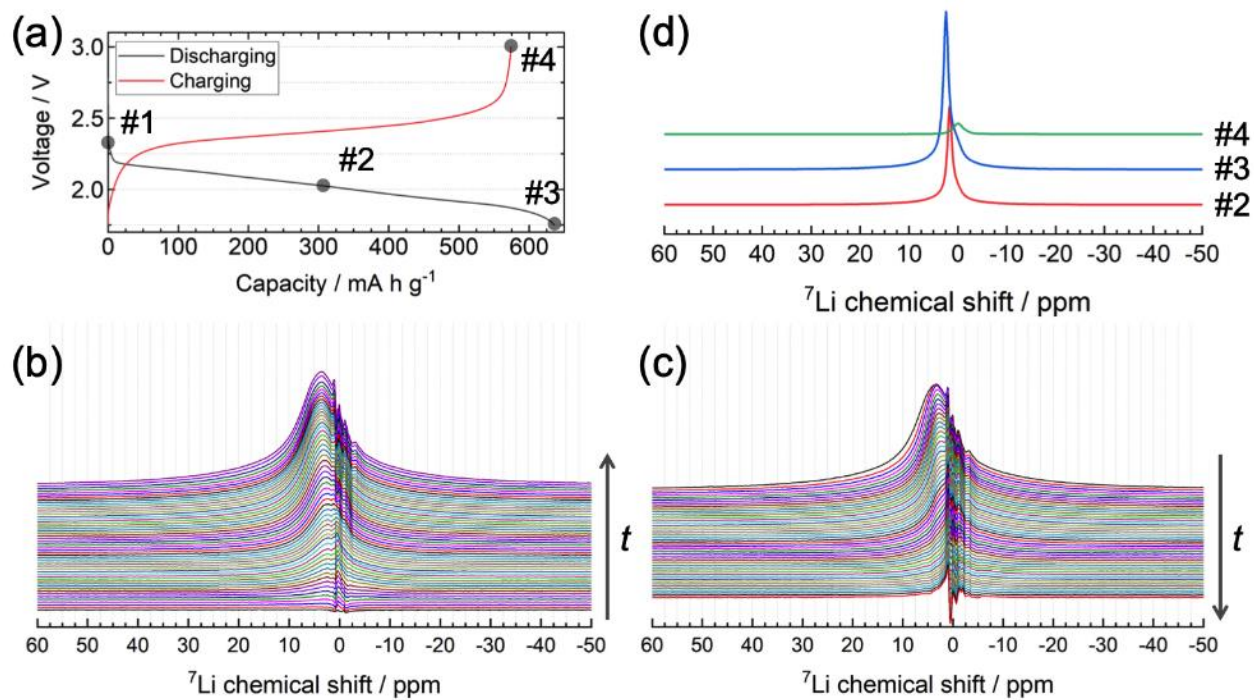 (a)
3.0
2.5
2.0
Voltage / V
Discharging
Charging
#1
#2
#3
#4
0 100 200 300 400 500 600
Capacity / mA h g⁻¹
(d)
#4
#3
#2
60 50 40 30 20 10 0 -10 -20 -30 -40 -50
⁷Li chemical shift / ppm
(b)
t
60 50 40 30 20 10 0 -10 -20 -30 -40 -50
⁷Li chemical shift / ppm
(c)
t
60 50 40 30 20 10 0 -10 -20 -30 -40 -50
⁷Li chemical shift / ppm